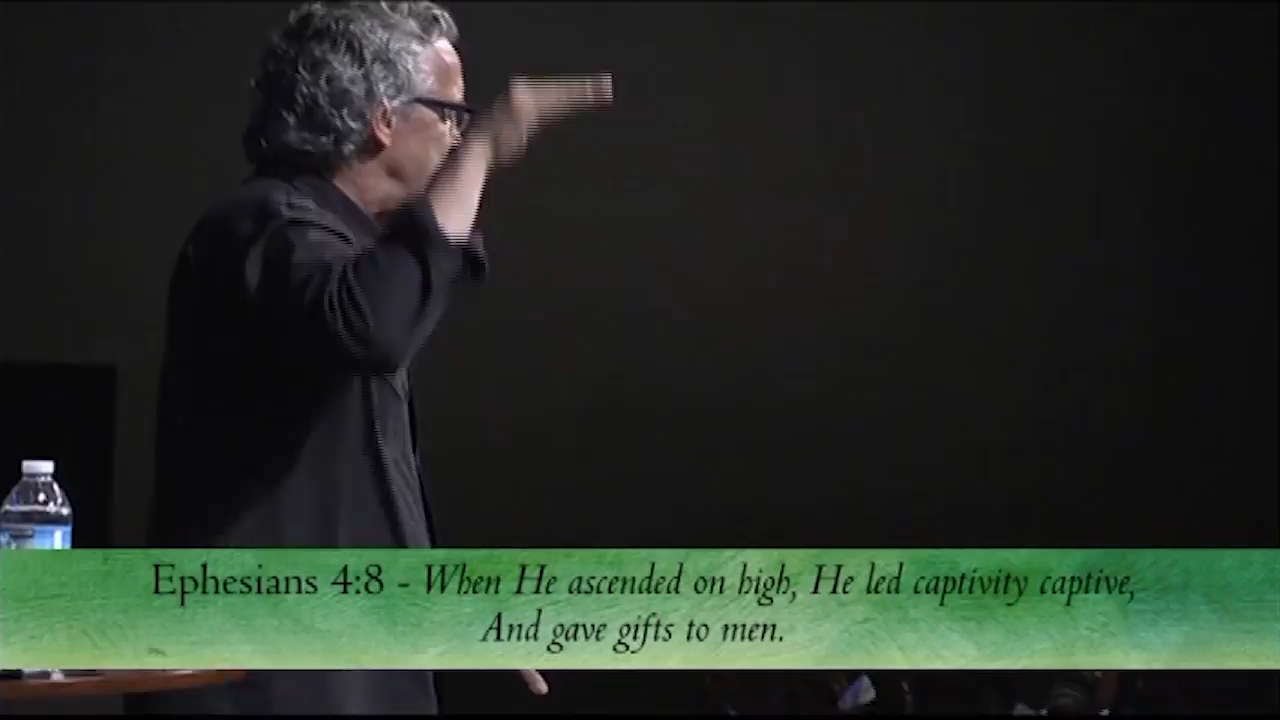 Ephesians 4:8 - When He ascended on high, He led captivity captive,
And gave gifts to men.